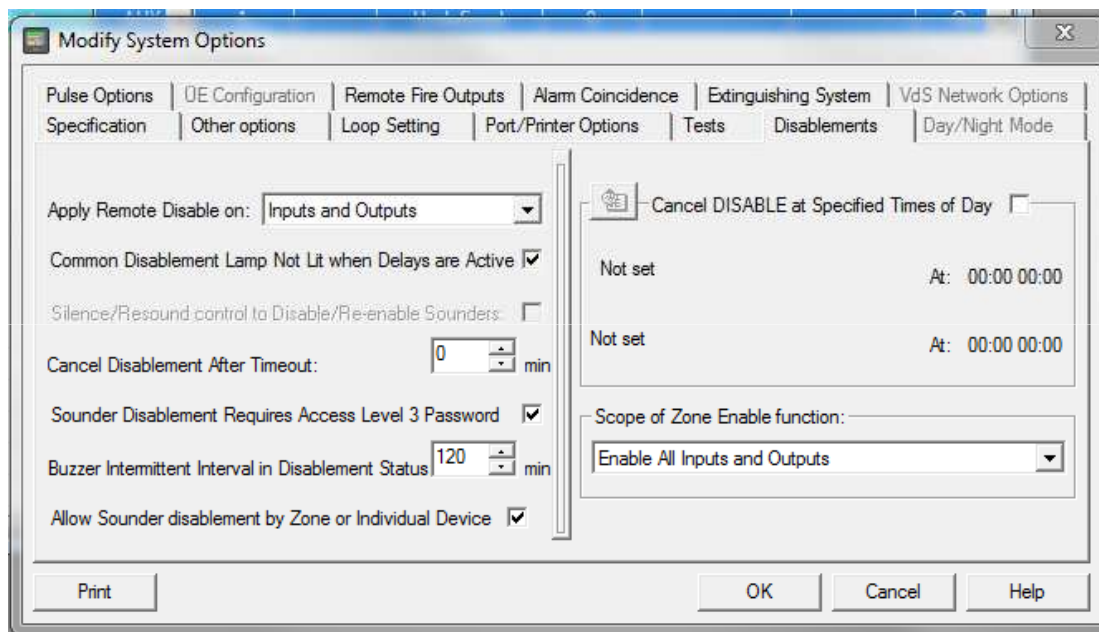 Modify System Options
Pulse Options UE Configuration Remote Fire Outputs Alarm Coincidence Extinguishing System VdS Network Options
Specification Other options Loop Setting Port/Printer Options Tests Disablements Day/Night Mode
Apply Remote Disable on: Inputs and Outputs
Common Disablement Lamp Not Lit when Delays are Active
Silence/Resound control to Disable/Re-enable Sounders:
Cancel Disablement After Timeout: 0 min
Sounder Disablement Requires Access Level 3 Password
Buzzer Intermittent Interval in Disablement Status 120 min
Allow Sounder disablement by Zone or Individual Device
Cancel DISABLE at Specified Times of Day
Not set At: 00:00 00:00
Not set At: 00:00 00:00
Scope of Zone Enable function:
Enable All Inputs and Outputs
Print OK Cancel Help